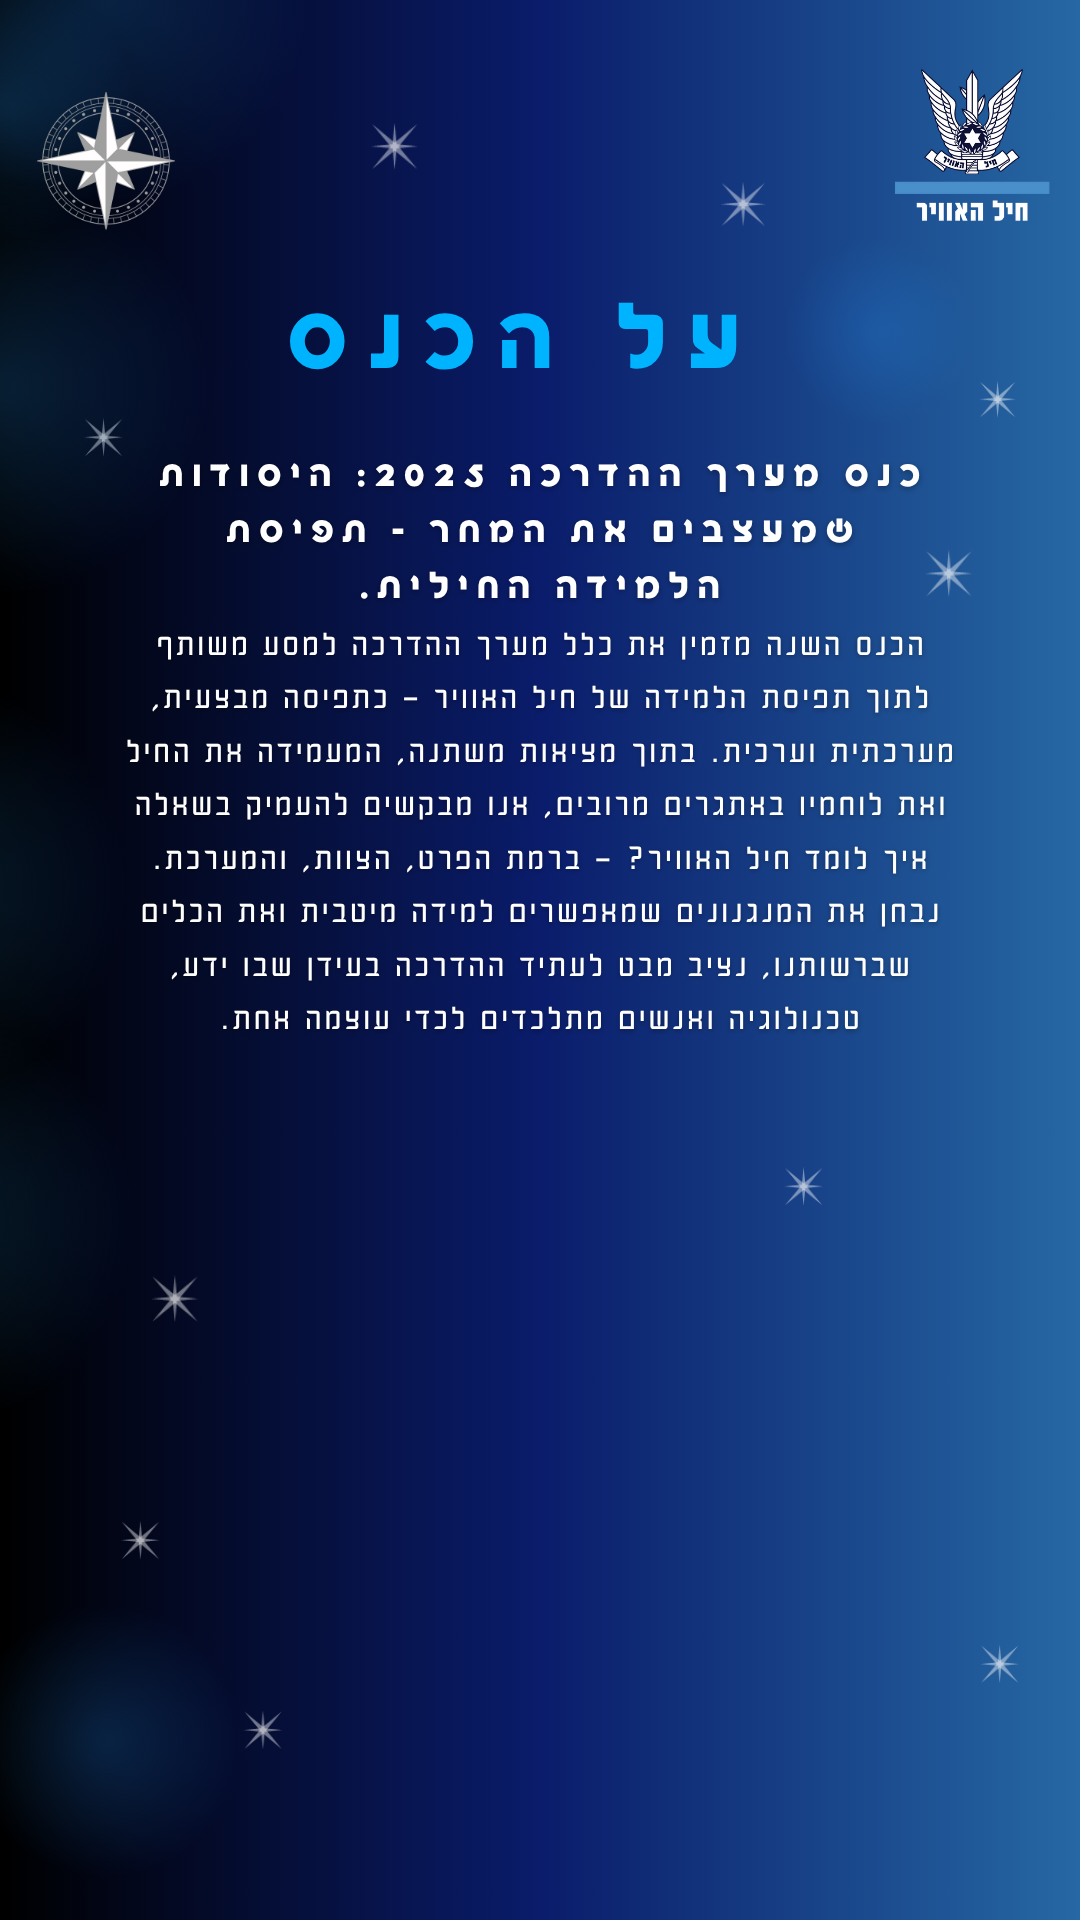 חיל האוויר
חיל האוויר
על הכנס
כנס מערך ההדרכה 2025: היסודות
שמעצבים את המחר - תפיסת
הלמידה החילית.
הכנס השנה מזמין את כלל מערך ההדרכה למסע משותף
לתוך תפיסת הלמידה של חיל האוויר – כתפיסה מבצעית,
מערכתית וערכית. בתוך מציאות משתנה, המעמידה את החיל
ואת לוחמיו באתגרים מרובים, אנו מבקשים להעמיק בשאלה
איך לומד חיל האוויר? – ברמת הפרט, הצוות, והמערכת.
נבחן את המנגנונים שמאפשרים למידה מיטבית ואת הכלים
שברשותנו, נציב מבט לעתיד ההדרכה בעידן שבו ידע,
טכנולוגיה ואנשים מתלכדים לכדי עוצמה אחת.